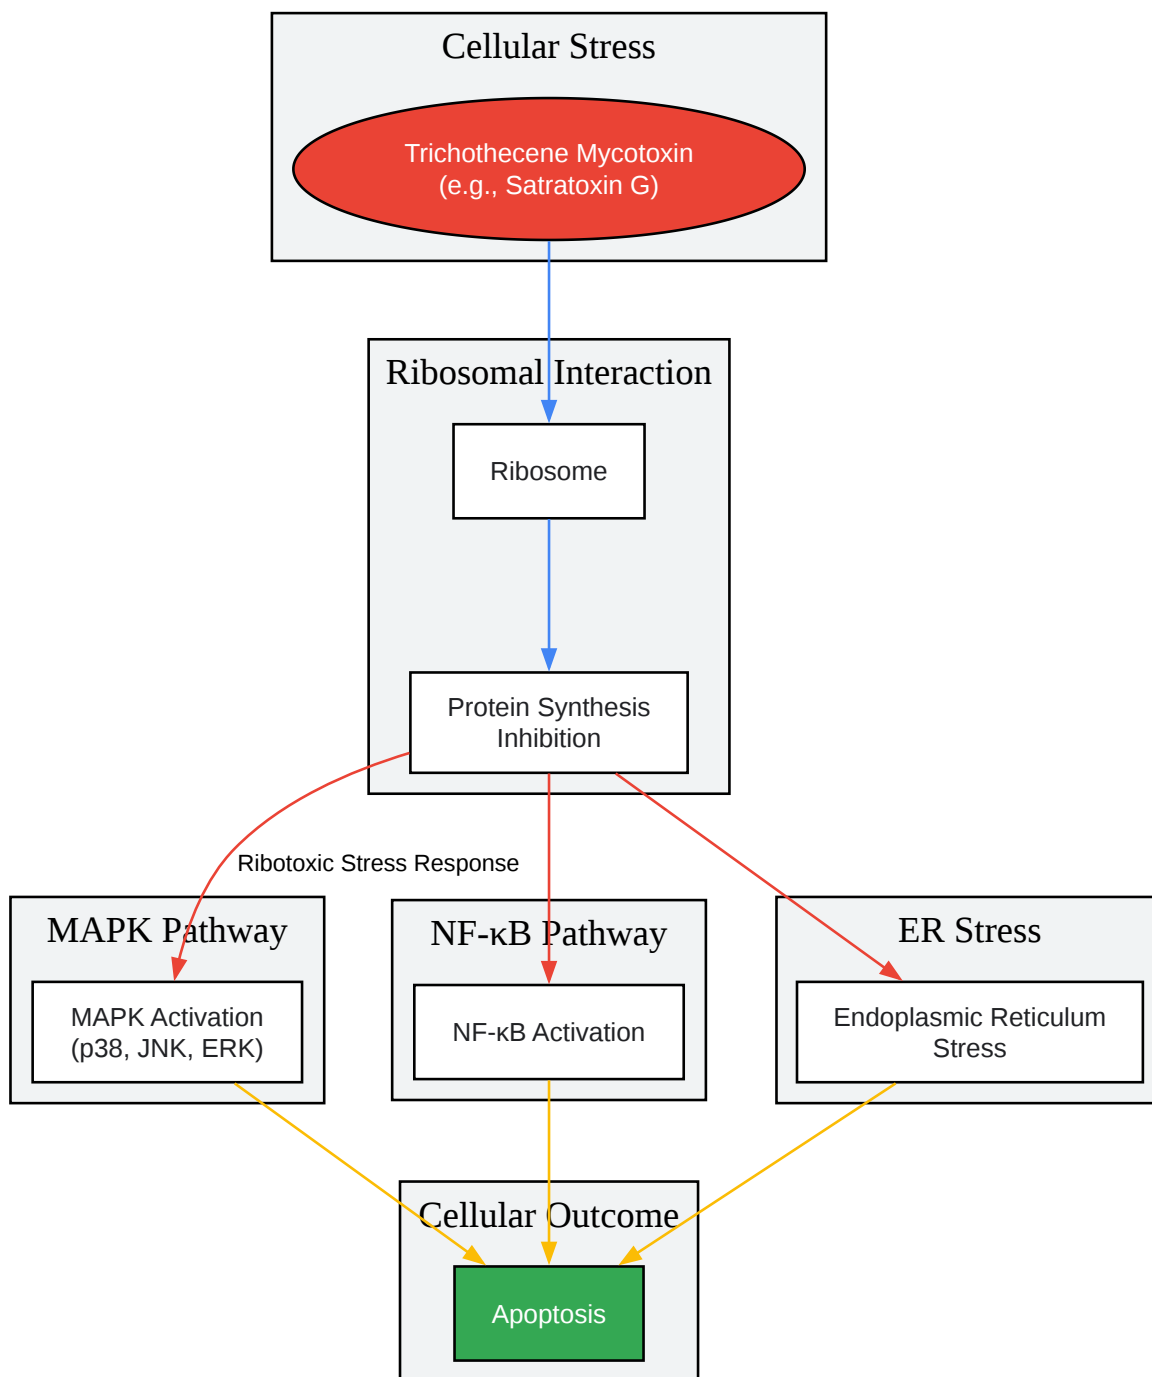 Cellular Stress
Trichothecene Mycotoxin
(e.g., Satratoxin G)
Ribosomal Interaction
Ribosome
Protein Synthesis
Inhibition
Ribotoxic Stress Response
MAPK Pathway
MAPK Activation
(p38, JNK, ERK)
NF-κB Pathway
NF-κB Activation
ER Stress
Endoplasmic Reticulum
Stress
Cellular Outcome
Apoptosis